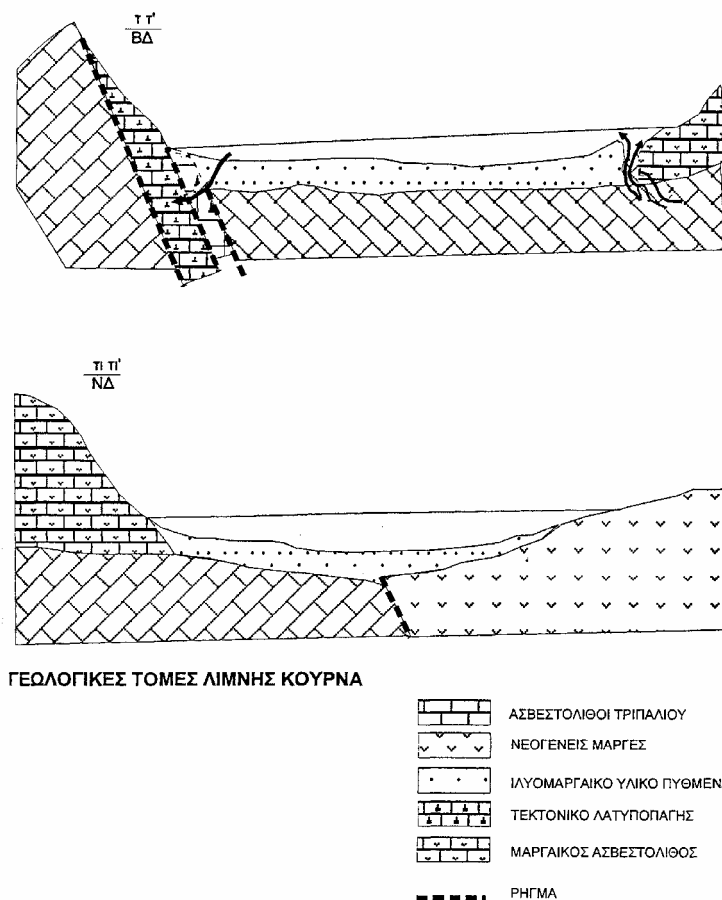 Τ Τ'
ΒΔ
ΤΙ ΤΙ'
ΝΔ
ΓΕΩΛΟΓΙΚΕΣ ΤΟΜΕΣ ΛΙΜΝΗΣ ΚΟΥΡΝΑ
ΑΣΒΕΣΤΟΛΙΘΟΙ ΤΡΙΠΑΛΙΟΥ
ΝΕΟΓΕΝΕΙΣ ΜΑΡΓΕΣ
ΙΛΥΟΜΑΡΓΑΙΚΟ ΥΛΙΚΟ ΠΥΘΜΕΝ
ΤΕΚΤΟΝΙΚΟ ΛΑΤΥΠΟΠΑΓΗΣ
ΜΑΡΓΑΙΚΟΣ ΑΣΒΕΣΤΟΛΙΘΟΣ
ΡΗΓΜΑ